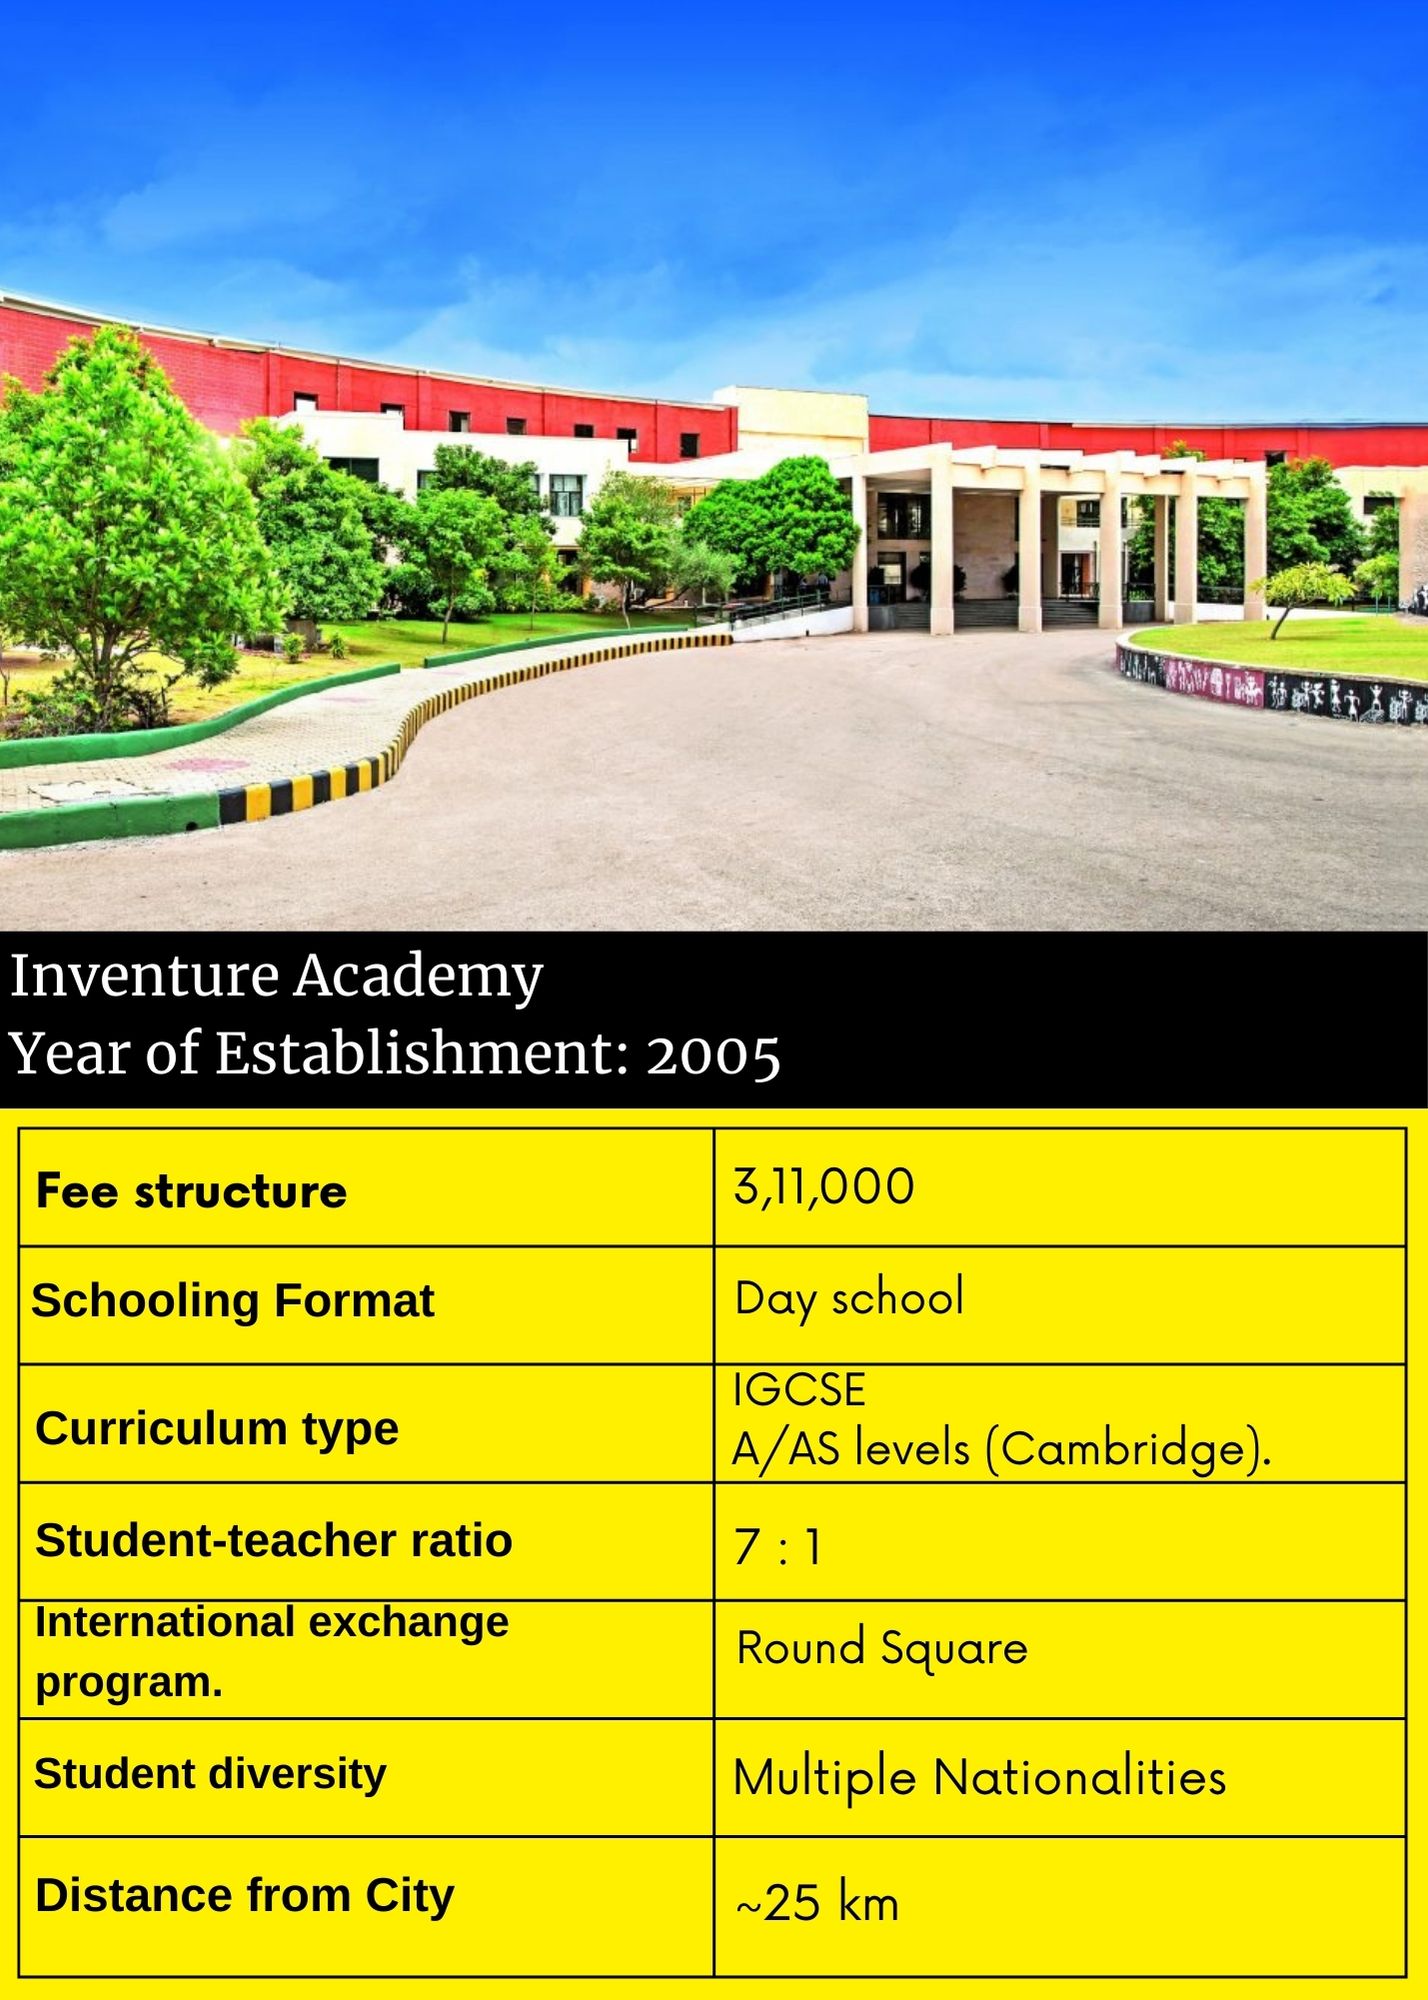 Inventure Academy
Year of Establishment: 2005
Fee structure
3,11,000
Schooling Format
Day school
Curriculum type
IGCSE
A/AS levels (Cambridge).
Student-teacher ratio
7 : 1
International exchange
program.
Round Square
Student diversity
Multiple Nationalities
Distance from City
~25 km